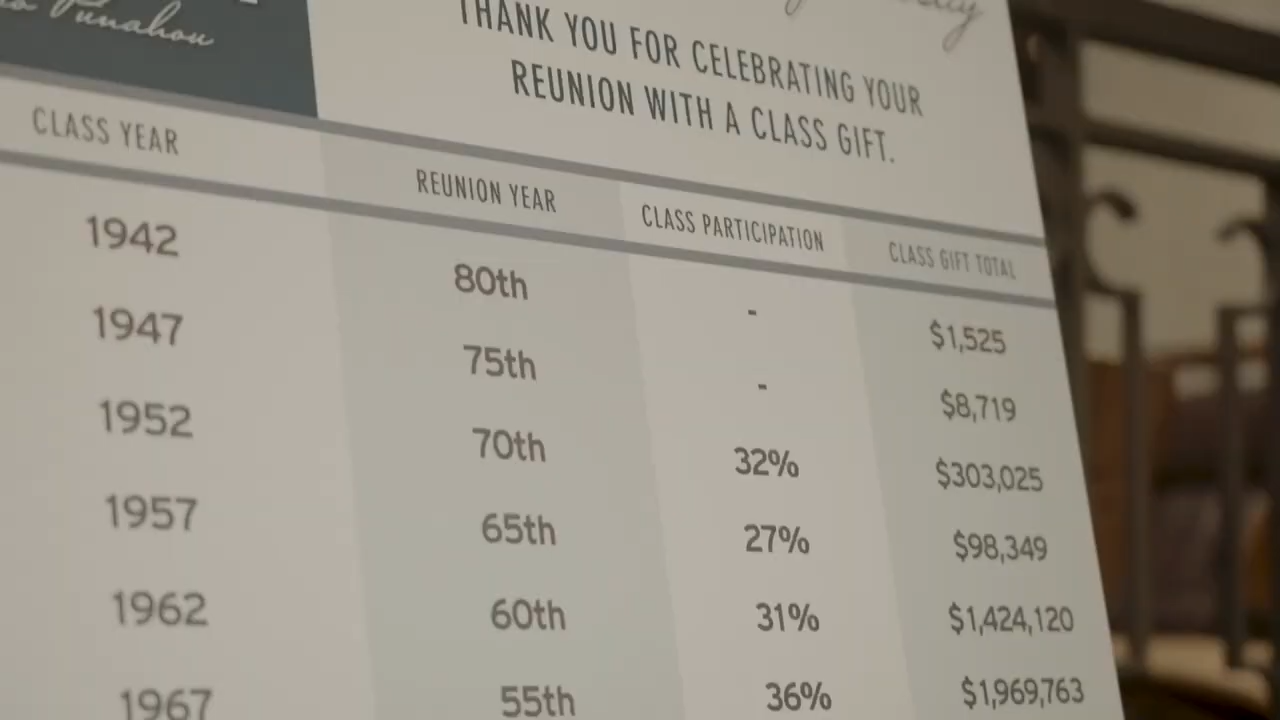 Punahou
THANK YOU FOR CELEBRATING YOUR
REUNION WITH A CLASS GIFT.
CLASS YEAR REUNION YEAR CLASS PARTICIPATION CLASS GIFT TOTAL
1942 80th - $1,525
1947 75th - $8,719
1952 70th 32% $303,025
1957 65th 27% $98,349
1962 60th 31% $1,424,120
1967 55th 36% $1,969,763